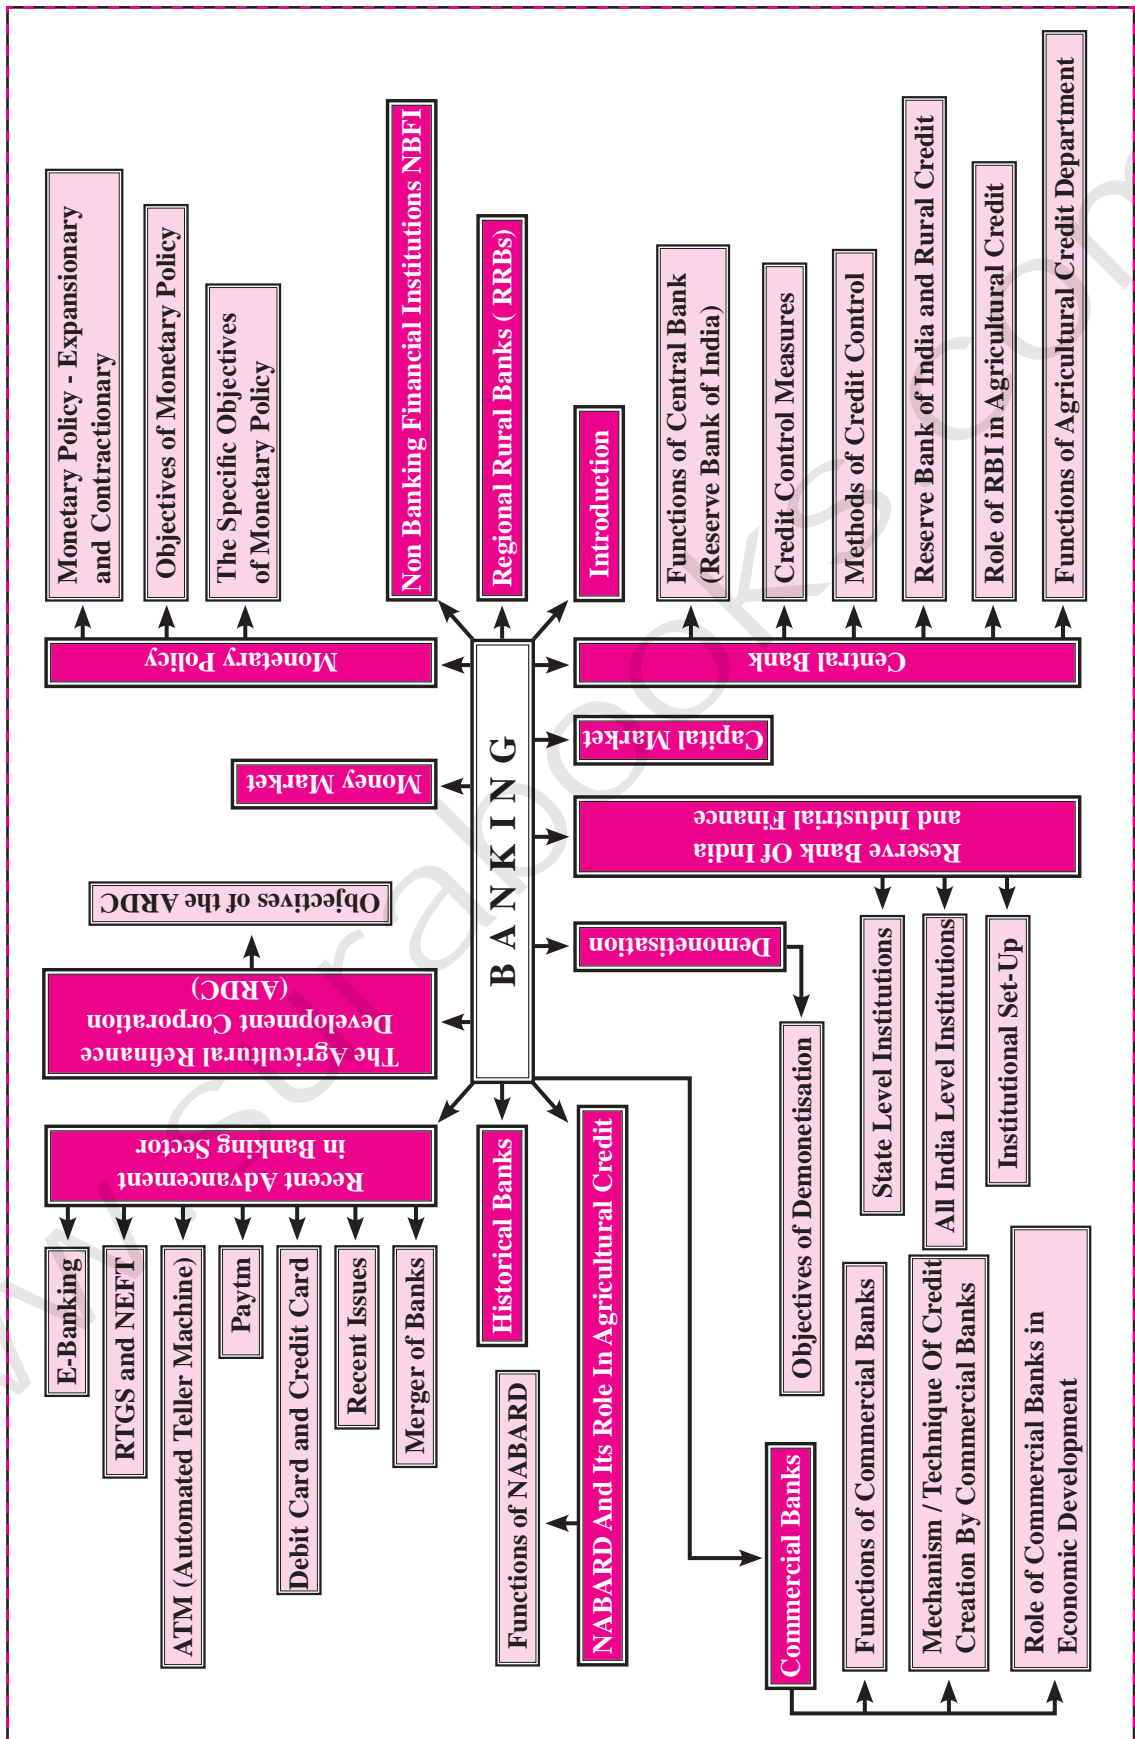 BANKING
Monetary Policy
Monetary Policy - Expansionary
and Contractionary
Objectives of Monetary Policy
The Specific Objectives
of Monetary Policy
Money Market
The Agricultural Refinance
Development Corporation
(ARDC)
Objectives of the ARDC
Recent Advancement
in Banking Sector
E-Banking
RTGS and NEFT
ATM (Automated Teller Machine)
Paytm
Debit Card and Credit Card
Recent Issues
Merger of Banks
Non Banking Financial Institutions NBFI
Regional Rural Banks ( RRBs)
Introduction
Historical Banks
NABARD And Its Role In Agricultural Credit
Functions of NABARD
Central Bank
Functions of Central Bank
(Reserve Bank of India)
Credit Control Measures
Methods of Credit Control
Reserve Bank of India and Rural Credit
Role of RBI in Agricultural Credit
Functions of Agricultural Credit Department
Capital Market
Reserve Bank Of India
and Industrial Finance
State Level Institutions
All India Level Institutions
Institutional Set-Up
Demonetisation
Objectives of Demonetisation
Commercial Banks
Functions of Commercial Banks
Mechanism / Technique Of Credit
Creation By Commercial Banks
Role of Commercial Banks in
Economic Development